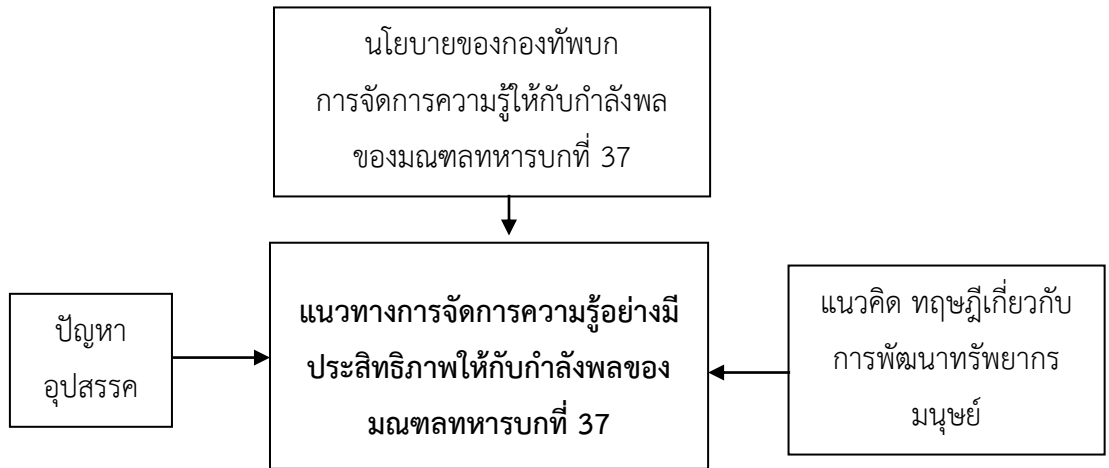 นโยบายของกองทัพบก
การจัดการความรู้ให้กับกำลังพล
ของมณฑลทหารบกที่ 37
ปัญหา
อุปสรรค
แนวทางการจัดการความรู้อย่างมี
ประสิทธิภาพให้กับกำลังพลของ
มณฑลทหารบกที่ 37
แนวคิด ทฤษฎีเกี่ยวกับ
การพัฒนาทรัพยากร
มนุษย์